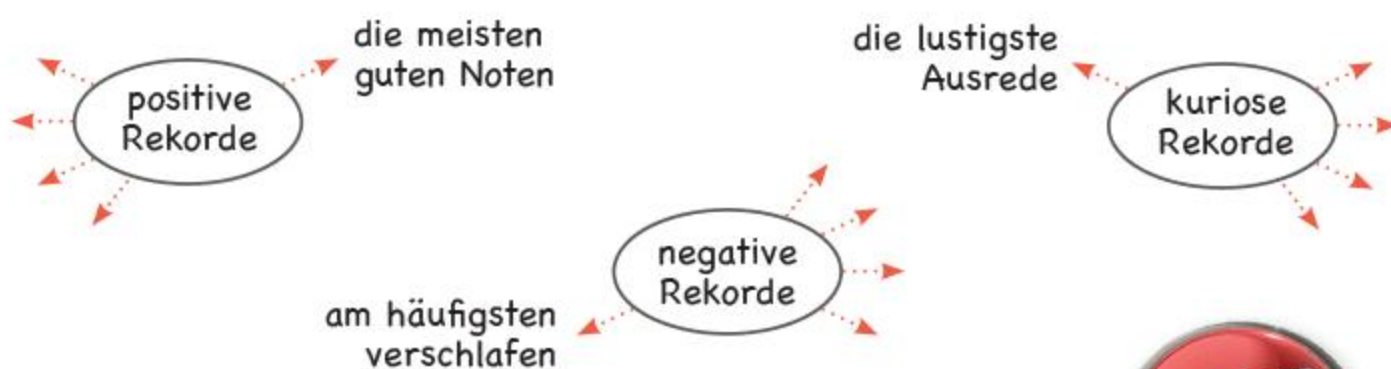 die meisten
guten Noten
positive
Rekorde
die lustigste
Ausrede
kuriose
Rekorde
negative
Rekorde
am häufigsten
verschlafen